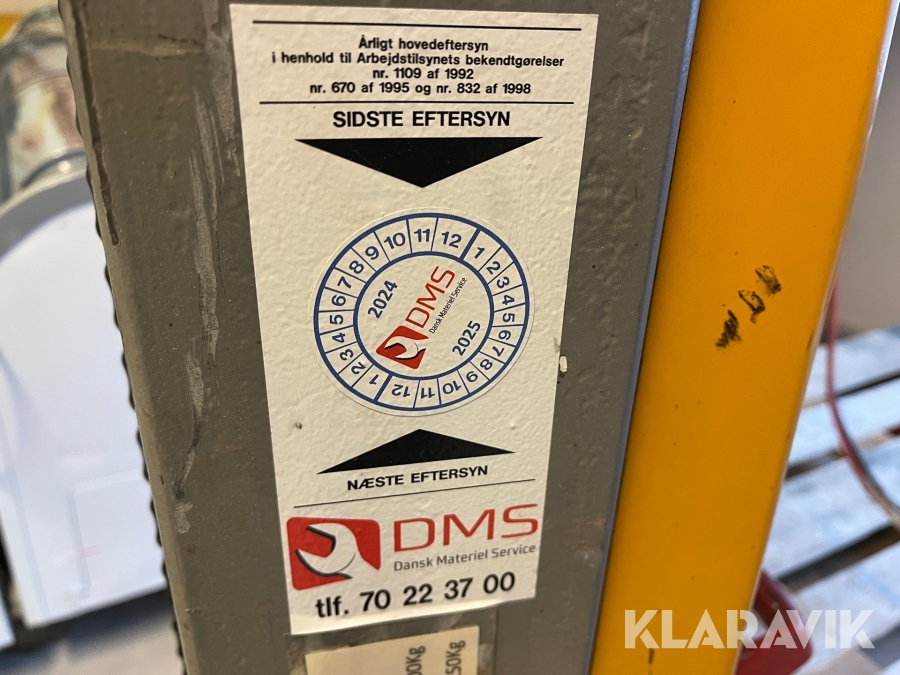 Årligt hovedeftersyn
i henhold til Arbejdstilsynets bekendtgørelser
nr. 1109 af 1992
nr. 670 af 1995 og nr. 832 af 1998
SIDSTE EFTERSYN
1 2 3 4 5 6 7 8 9 10 11 12
2024
DMS
Dansk Materiel Service
2025
1 2 3 4 5 6 7 8 9 10 11 12
NÆSTE EFTERSYN
DMS
Dansk Materiel Service
tlf. 70 22 37 00
KLARAVIK